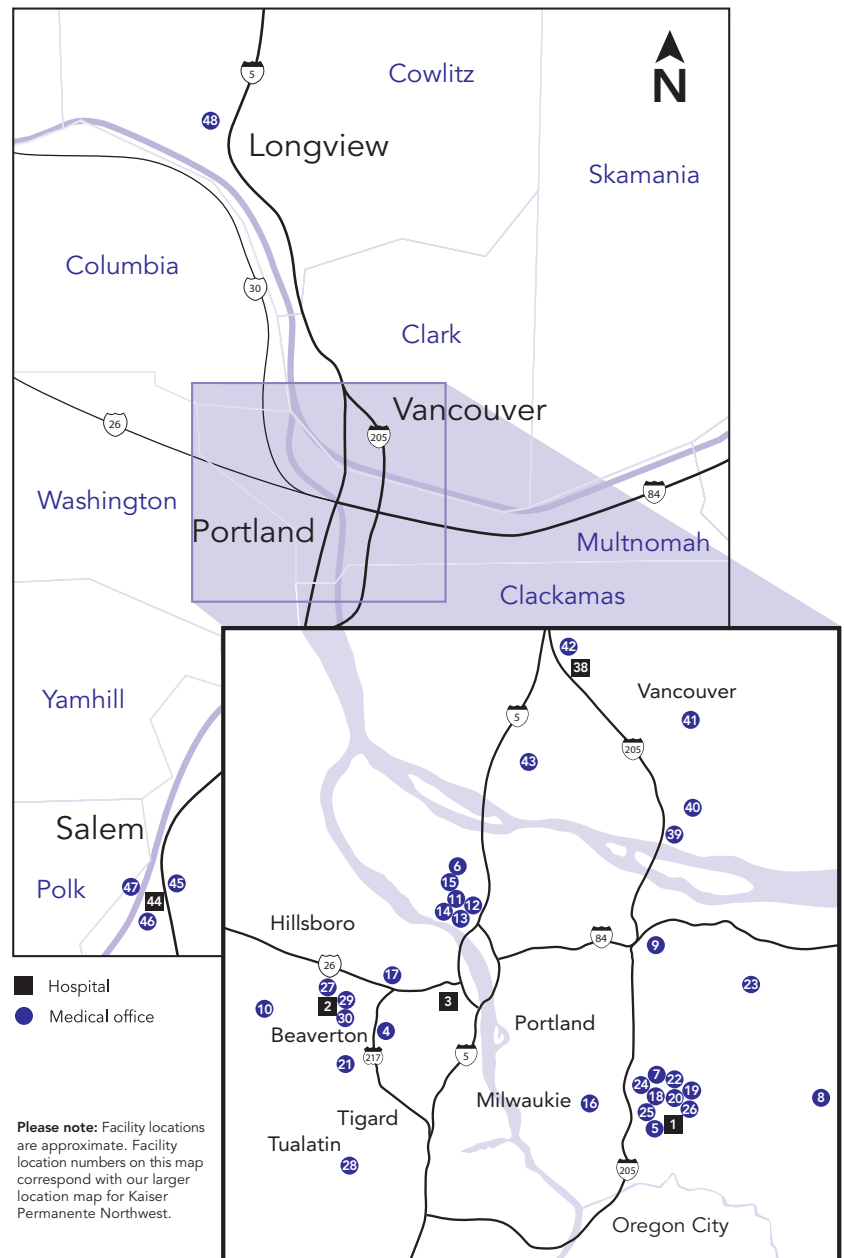 N
5
Cowlitz
48
Longview
Skamania
Columbia
30
Clark
Vancouver
26
205
Washington
84
Portland
Multnomah
Clackamas
Yamhill
Salem
Polk
47
45
44
46
Hospital
Medical office
Please note: Facility locations
are approximate. Facility
location numbers on this map
correspond with our larger
location map for Kaiser
Permanente Northwest.
42
38
Vancouver
5
41
205
43
40
39
6
15
11
12
14
13
Hillsboro
84
9
26
17
23
27
29
2
3
10
30
Portland
Beaverton
4
5
217
21
7
22
24
19
18
20
8
Milwaukie
16
26
25
Tigard
5
1
Tualatin
28
205
Oregon City